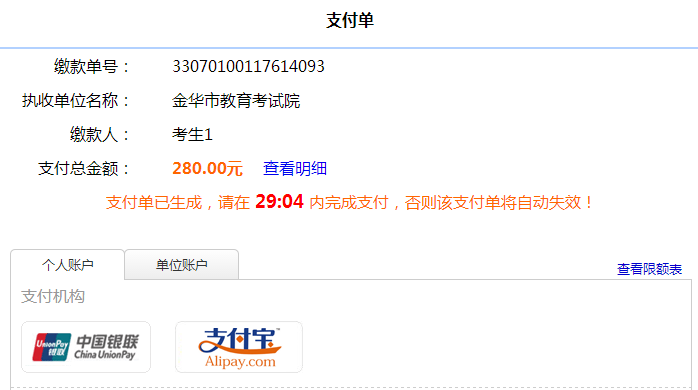 支付单
缴款单号： 33070100117614093
执收单位名称： 金华市教育考试院
缴款人： 考生1
支付总金额： 280.00元 查看明细
支付单已生成，请在 29:04 内完成支付，否则该支付单将自动失效！
个人账户 单位账户 查看限额表
支付机构
UnionPay 银联 中国银联 China UnionPay
支付宝™ Alipay.com